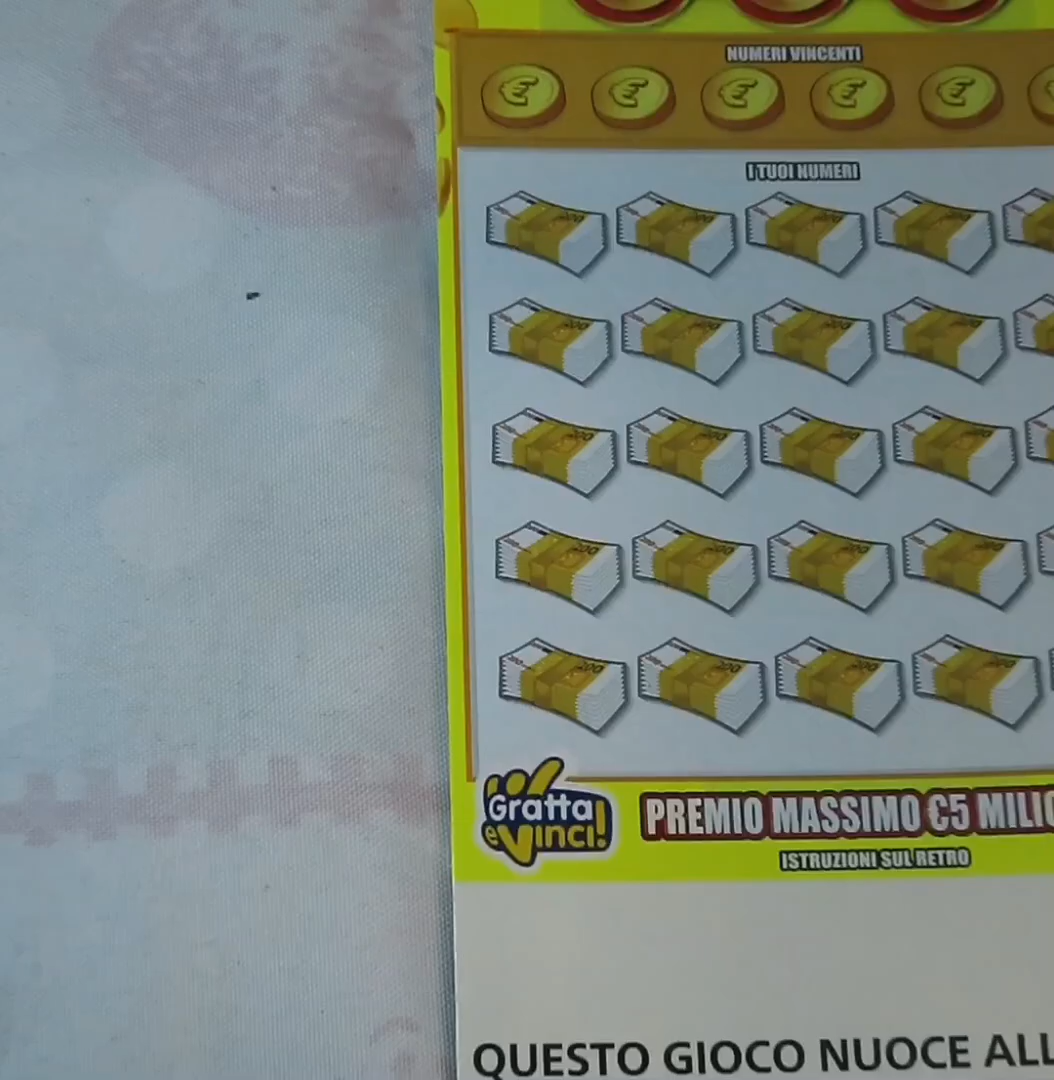 NUMERI VINCENTI
I TUOI NUMERI
Gratta
e Vinci!
PREMIO MASSIMO €5 MILIO
ISTRUZIONI SUL RETRO
QUESTO GIOCO NUOCE ALL